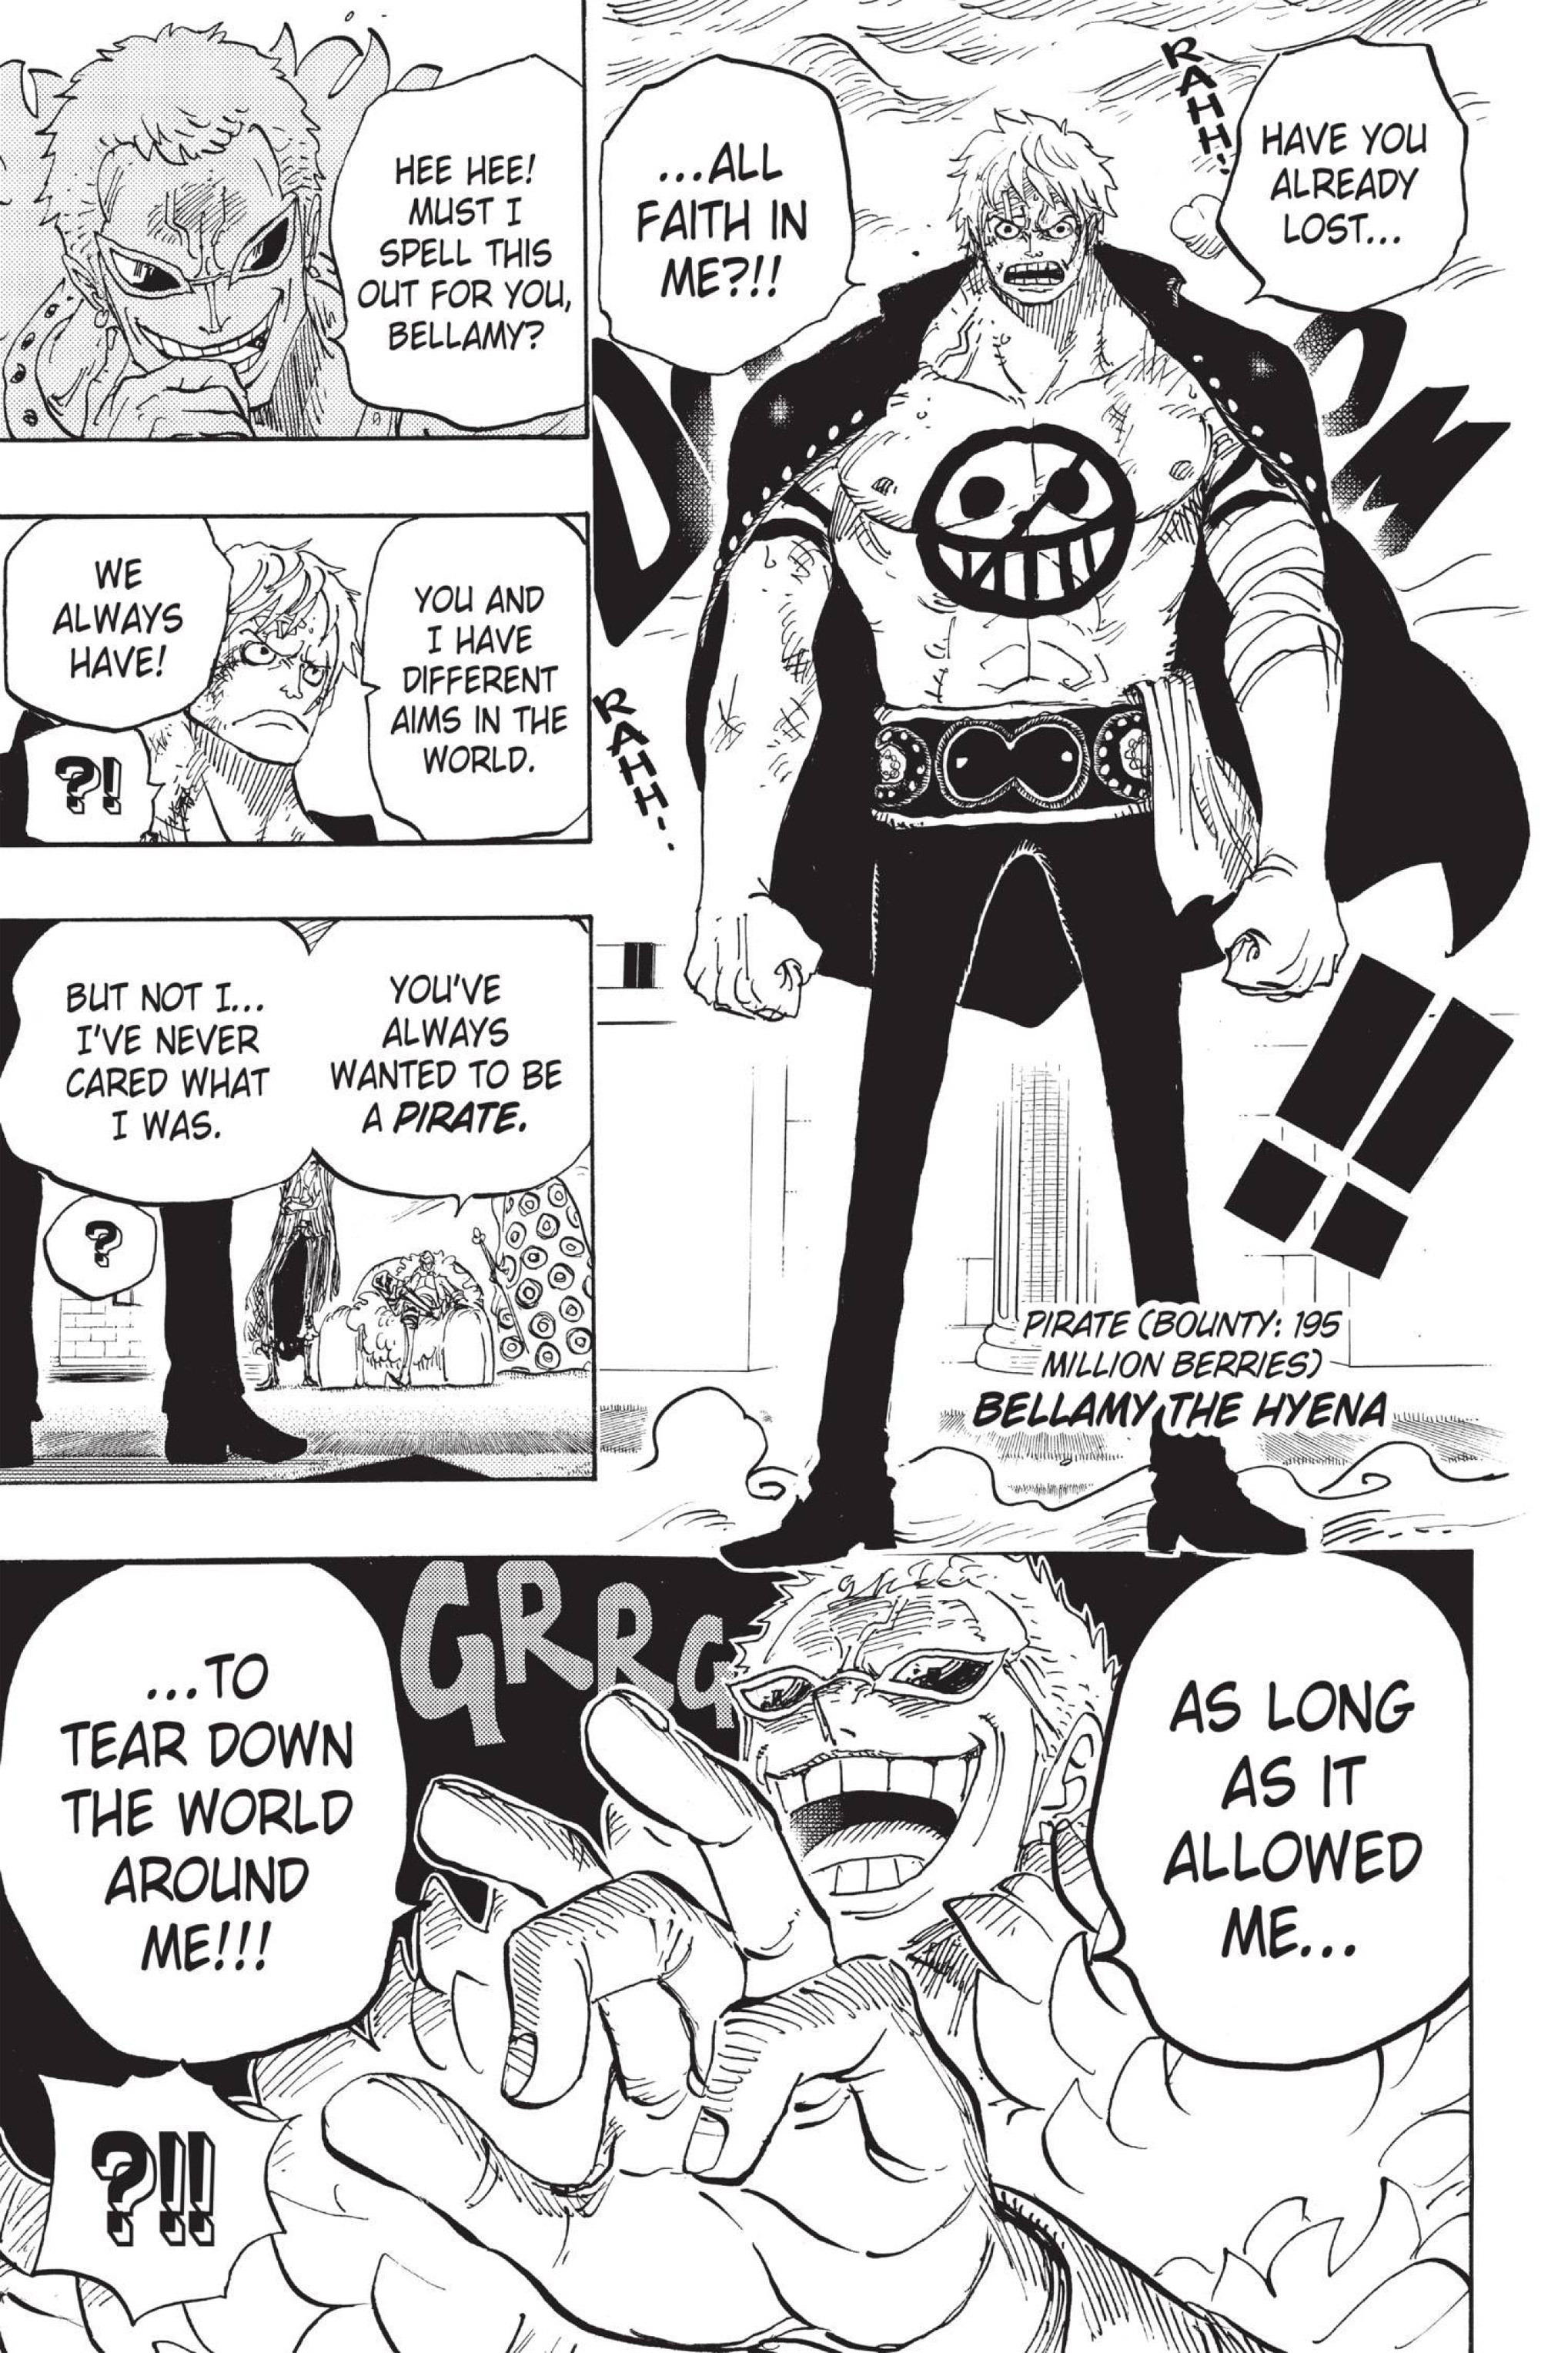 HAVE YOU
ALREADY
LOST...
RAHH!
...ALL
FAITH IN
ME?!!
DOOM
!!
RAHH!
PIRATE (BOUNTY: 195
MILLION BERRIES)
BELLAMY THE HYENA
HEE HEE!
MUST I
SPELL THIS
OUT FOR YOU,
BELLAMY?
YOU AND
I HAVE
DIFFERENT
AIMS IN THE
WORLD.
WE
ALWAYS
HAVE!
?!
YOU'VE
ALWAYS
WANTED TO BE
A PIRATE.
BUT NOT I...
I'VE NEVER
CARED WHAT
I WAS.
?
AS LONG
AS IT
ALLOWED
ME...
GRRG
...TO
TEAR DOWN
THE WORLD
AROUND
ME!!!
?!!